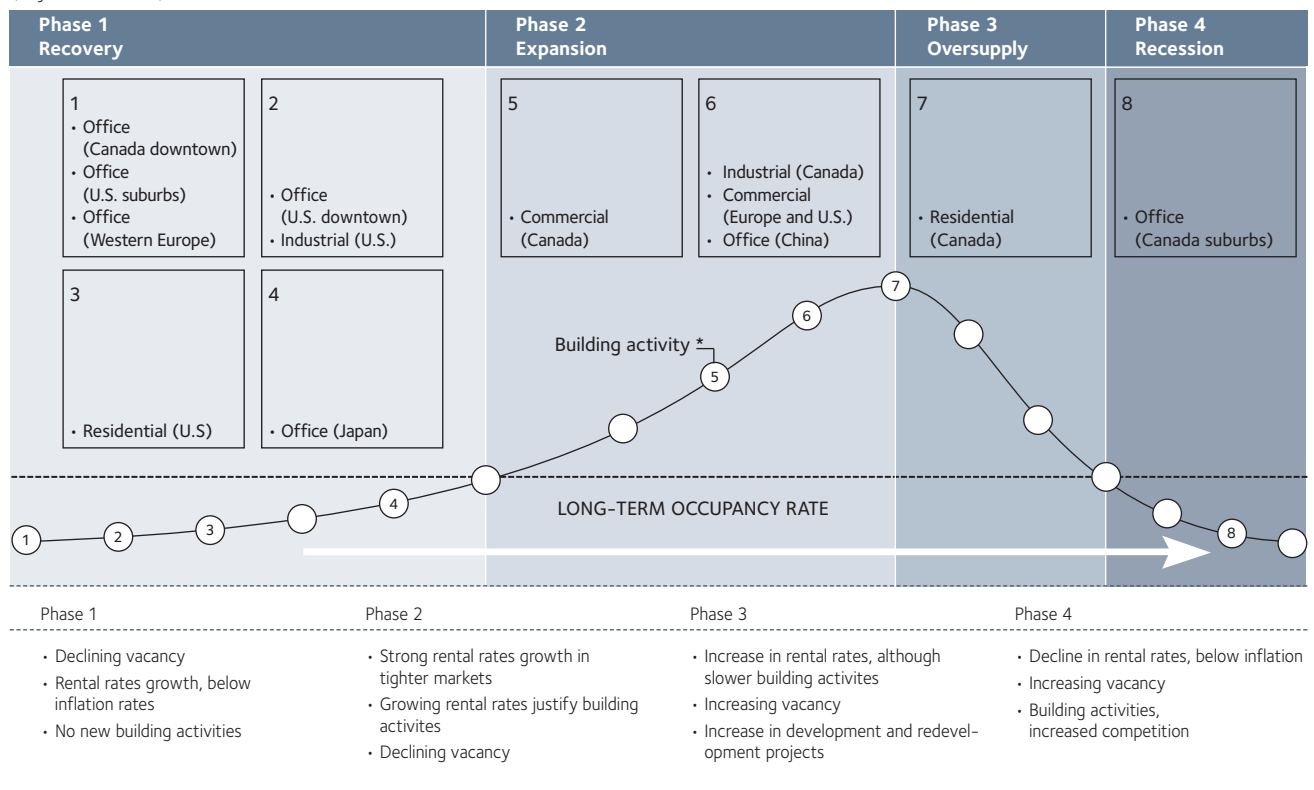 Phase 1
Recovery
Phase 2
Expansion
Phase 3
Oversupply
Phase 4
Recession
1
· Office
(Canada downtown)
· Office
(U.S. suburbs)
· Office
(Western Europe)
2
· Office
(U.S. downtown)
· Industrial (U.S.)
3
· Residential (U.S)
4
· Office (Japan)
5
· Commercial
(Canada)
6
· Industrial (Canada)
· Commercial
(Europe and U.S.)
· Office (China)
7
· Residential
(Canada)
8
· Office
(Canada suburbs)
7
6
Building activity *
5
4
3
2
1
8
LONG-TERM OCCUPANCY RATE
Phase 1
· Declining vacancy
· Rental rates growth, below
inflation rates
· No new building activities
Phase 2
· Strong rental rates growth in
tighter markets
· Growing rental rates justify building
activites
· Declining vacancy
Phase 3
· Increase in rental rates, although
slower building activites
· Increasing vacancy
· Increase in development and redevel-
opment projects
Phase 4
· Decline in rental rates, below inflation
· Increasing vacancy
· Building activities,
increased competition